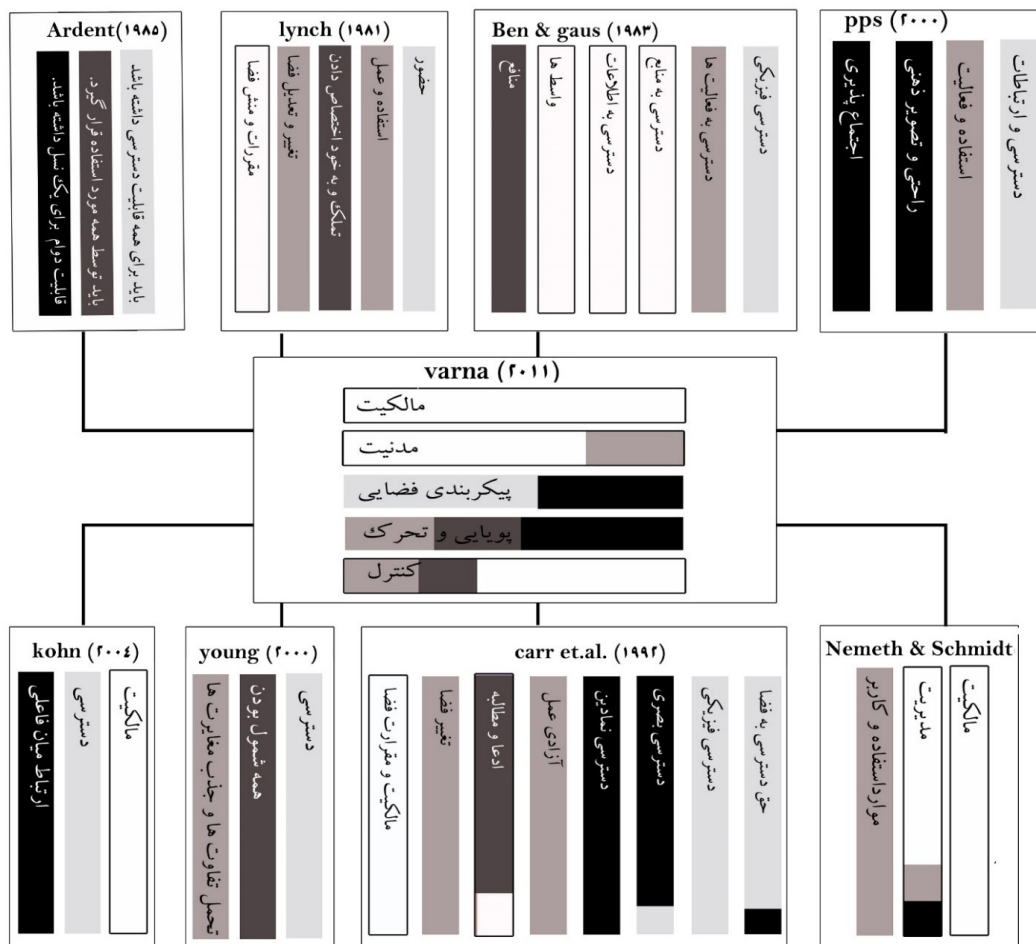 Ardent(۱۹۸۵)
باید برای همه قابلیت دسترسی داشته باشد
باید توسط همه مورد استفاده قرار گیرد.
قابلیت دوام برای یک نسل داشته باشد.
lynch (۱۹۸۱)
حضور
استفاده و عمل
تملک و به خود اختصاص دادن
تغییر و تعدیل فضا
مقررات و منش فضا
Ben & gaus (۱۹۸۳)
دسترسی فیزیکی
دسترسی به فعالیت ها
دسترسی به منابع
دسترسی به اطلاعات
واسط ها
منافع
pps (۲۰۰۰)
دسترسی و ارتباطات
استفاده و فعالیت
راحتی و تصویر ذهنی
اجتماع پذیری
varna (۲۰۱۱)
مالکیت
مدنیت
پیکربندی فضایی
پویایی و تحرک
کنترل
kohn (۲۰۰٤)
مالکیت
دسترسی
ارتباط میان فاعلی
young (۲۰۰۰)
دسترسی
همه شمول بودن
تحمل تفاوت ها و جذب مغایرت ها
carr et.al. (۱۹۹۲)
حق دسترسی به فضا
دسترسی فیزیکی
دسترسی بصری
دسترسی نمادین
آزادی عمل
ادعا و مطالبه
تغییر فضا
مالکیت و مقرارت فضا
Nemeth & Schmidt
مالکیت
مدیریت
موارداستفاده و کاربر